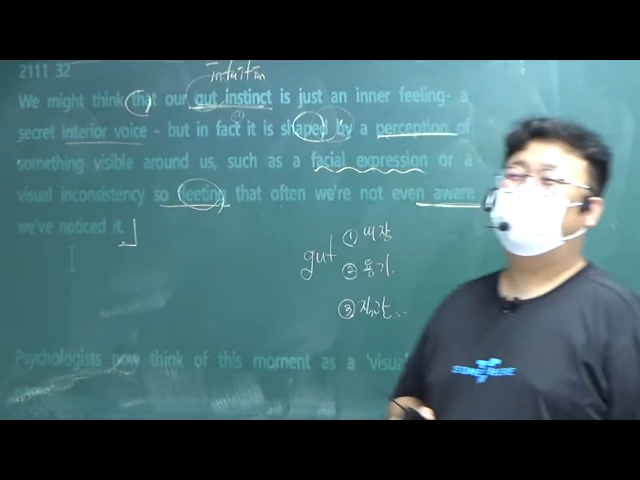 2111 32
intuition
We might think that our gut instinct is just an inner feeling- a
secret interior voice - but in fact it is shaped by a perception of
something visible around us, such as a facial expression or a
visual inconsistency so fleeting that often we're not even aware
we've noticed it.
gut ① 내장
② 용기.
③ 직관...
Psychologists now think of this moment as a 'visual